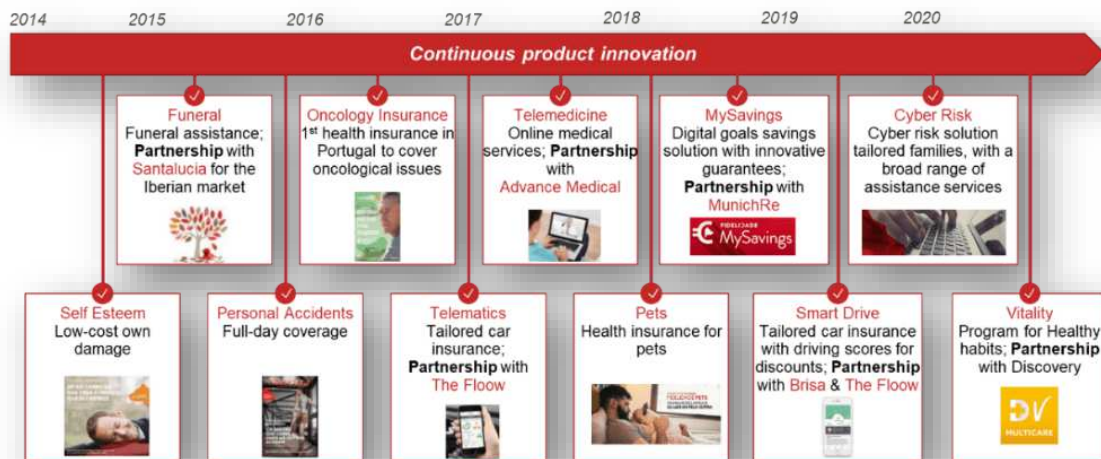 2014 2015 2016 2017 2018 2019 2020
Continuous product innovation
Funeral
Funeral assistance;
Partnership with
Santalucia for the
Iberian market
Oncology Insurance
1st health insurance in
Portugal to cover
oncological issues
Telemedicine
Online medical
services; Partnership
with
Advance Medical
MySavings
Digital goals savings
solution with innovative
guarantees;
Partnership with
MunichRe
FIDELIDADE
MySavings
Cyber Risk
Cyber risk solution
tailored families, with a
broad range of
assistance services
Self Esteem
Low-cost own
damage
Personal Accidents
Full-day coverage
Telematics
Tailored car
insurance;
Partnership with
The Floow
Pets
Health insurance for
pets
Smart Drive
Tailored car insurance
with driving scores for
discounts; Partnership
with Brisa & The Floow
Vitality
Program for Healthy
habits; Partnership
with Discovery
DV
MULTICARE